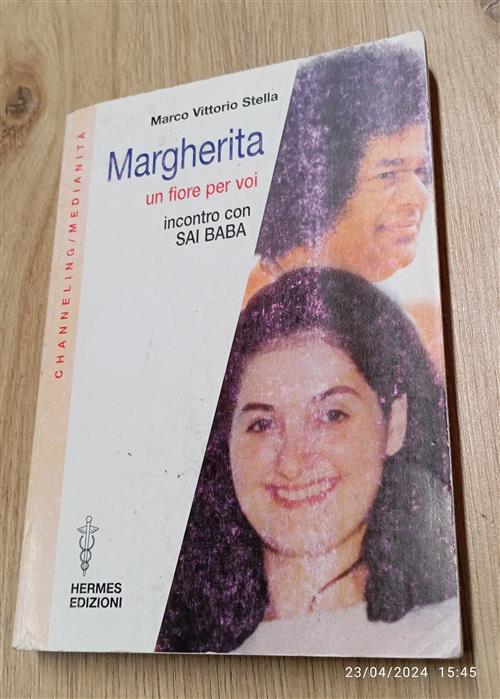 Marco Vittorio Stella
Margherita
un fiore per voi
incontro con
SAI BABA
CHANNELING/MEDIANITÀ
HERMES
EDIZIONI
23/04/2024 15:45